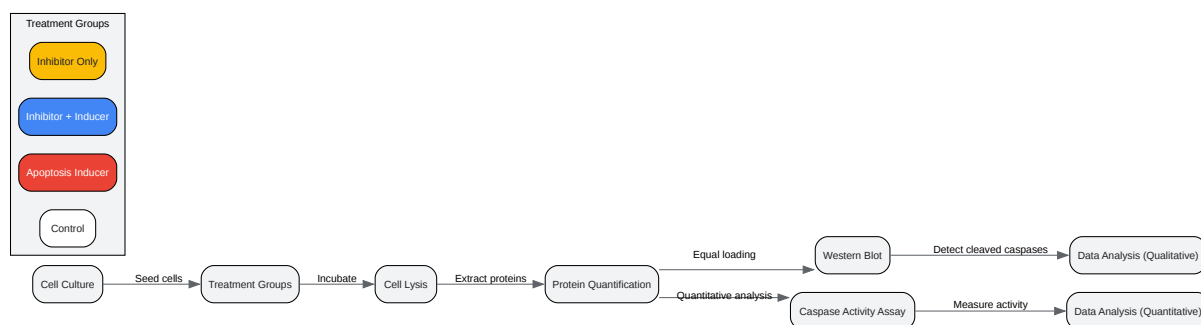 Treatment Groups
Inhibitor Only
Inhibitor + Inducer
Apoptosis Inducer
Control
Cell Culture
Seed cells
Treatment Groups
Incubate
Cell Lysis
Extract proteins
Protein Quantification
Equal loading
Western Blot
Detect cleaved caspases
Data Analysis (Qualitative)
Quantitative analysis
Caspase Activity Assay
Measure activity
Data Analysis (Quantitative)